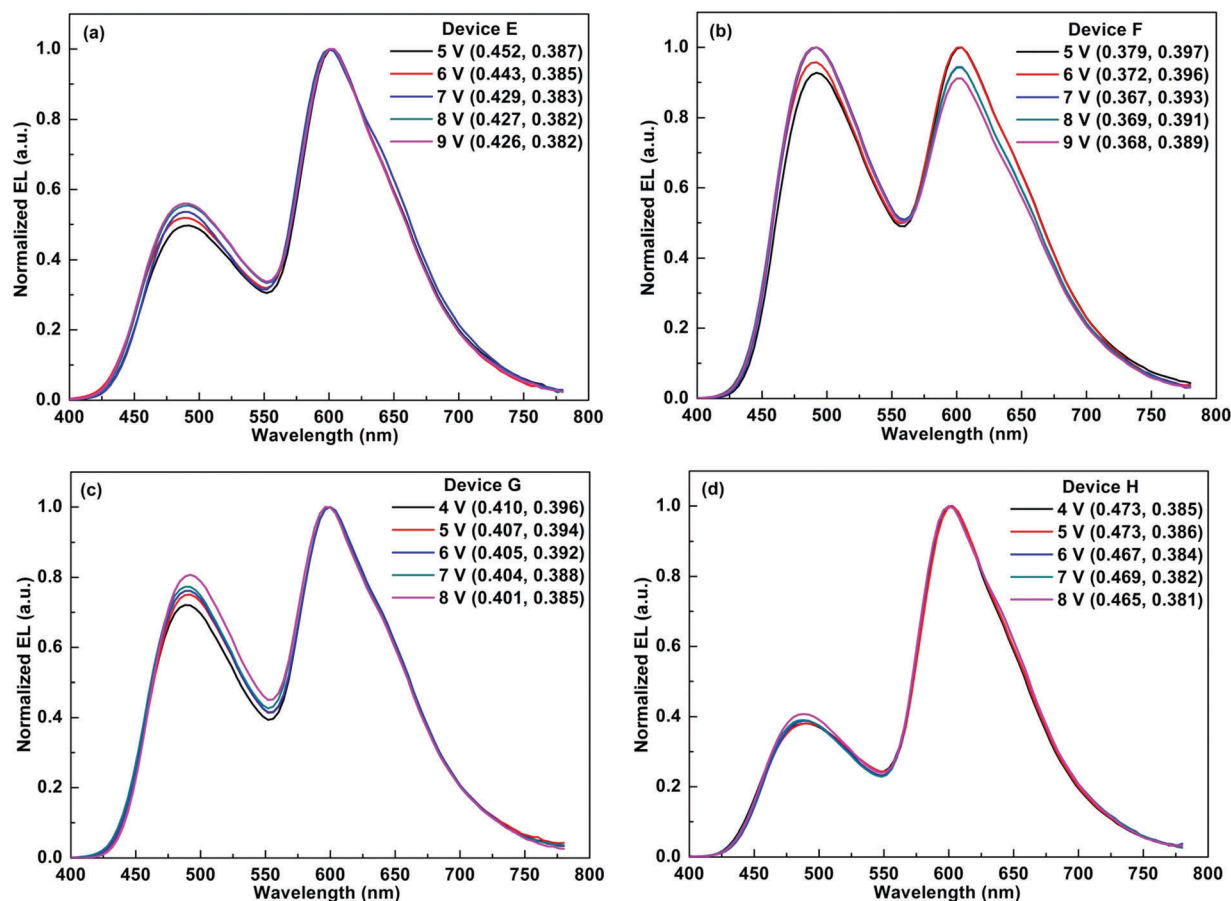 (a)
Device E
5 V (0.452, 0.387)
6 V (0.443, 0.385)
7 V (0.429, 0.383)
8 V (0.427, 0.382)
9 V (0.426, 0.382)
Normalized EL (a.u.)
1.0
0.8
0.6
0.4
0.2
0.0
400 450 500 550 600 650 700 750 800
Wavelength (nm)
(b)
Device F
5 V (0.379, 0.397)
6 V (0.372, 0.396)
7 V (0.367, 0.393)
8 V (0.369, 0.391)
9 V (0.368, 0.389)
Normalized EL (a.u.)
1.0
0.8
0.6
0.4
0.2
0.0
400 450 500 550 600 650 700 750 800
Wavelength (nm)
(c)
Device G
4 V (0.410, 0.396)
5 V (0.407, 0.394)
6 V (0.405, 0.392)
7 V (0.404, 0.388)
8 V (0.401, 0.385)
Normalized EL (a.u.)
1.0
0.8
0.6
0.4
0.2
0.0
400 450 500 550 600 650 700 750 800
Wavelength (nm)
(d)
Device H
4 V (0.473, 0.385)
5 V (0.473, 0.386)
6 V (0.467, 0.384)
7 V (0.469, 0.382)
8 V (0.465, 0.381)
Normalized EL (a.u.)
1.0
0.8
0.6
0.4
0.2
0.0
400 450 500 550 600 650 700 750 800
Wavelength (nm)